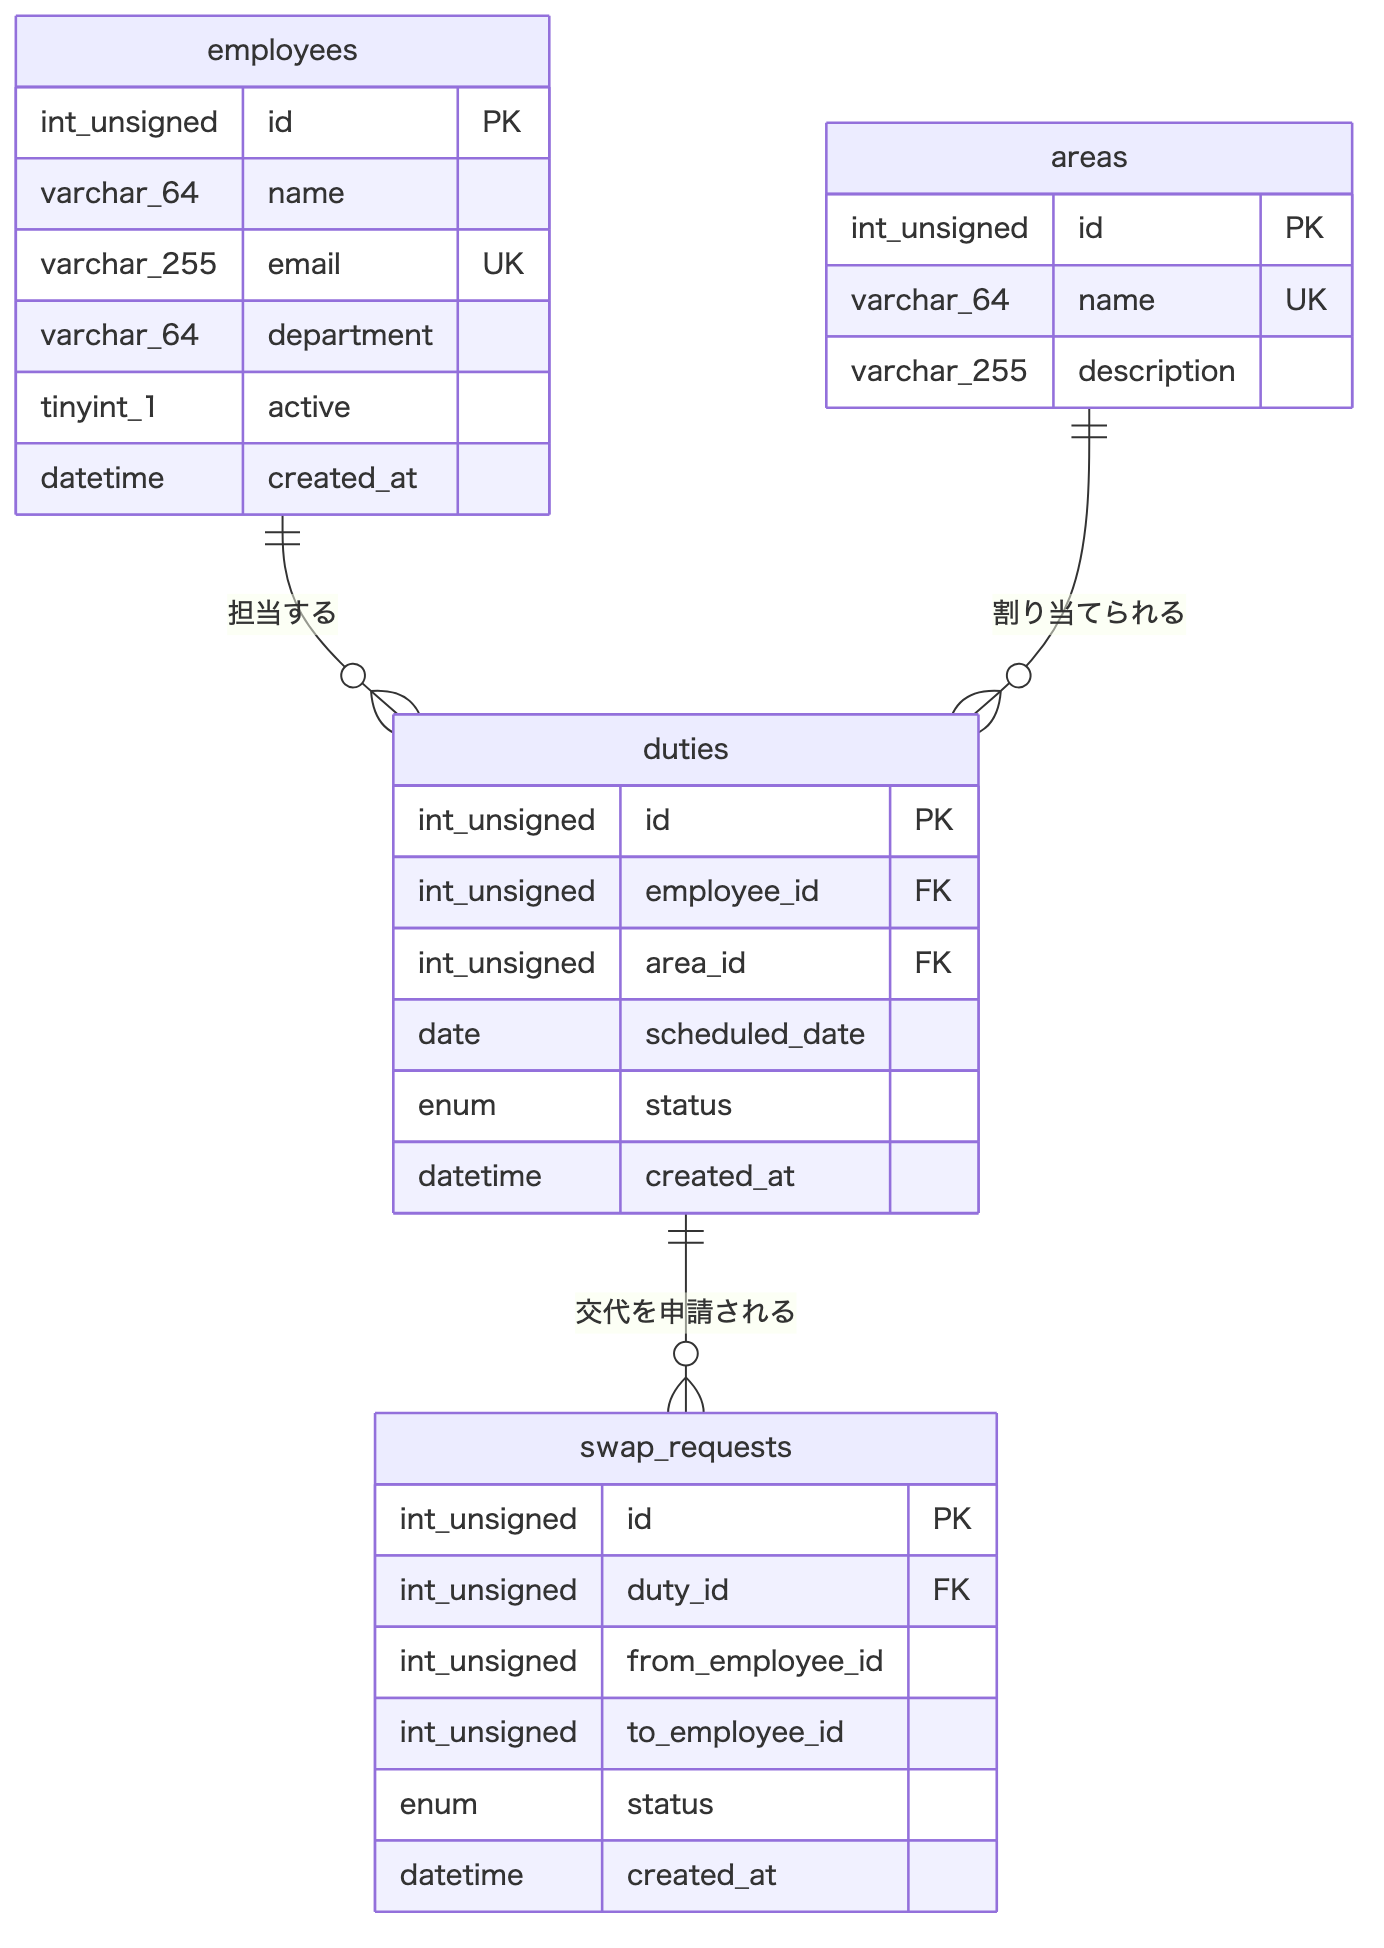 employees
int_unsigned id PK
varchar_64 name
varchar_255 email UK
varchar_64 department
tinyint_1 active
datetime created_at
areas
int_unsigned id PK
varchar_64 name UK
varchar_255 description
担当する
割り当てられる
duties
int_unsigned id PK
int_unsigned employee_id FK
int_unsigned area_id FK
date scheduled_date
enum status
datetime created_at
交代を申請される
swap_requests
int_unsigned id PK
int_unsigned duty_id FK
int_unsigned from_employee_id
int_unsigned to_employee_id
enum status
datetime created_at